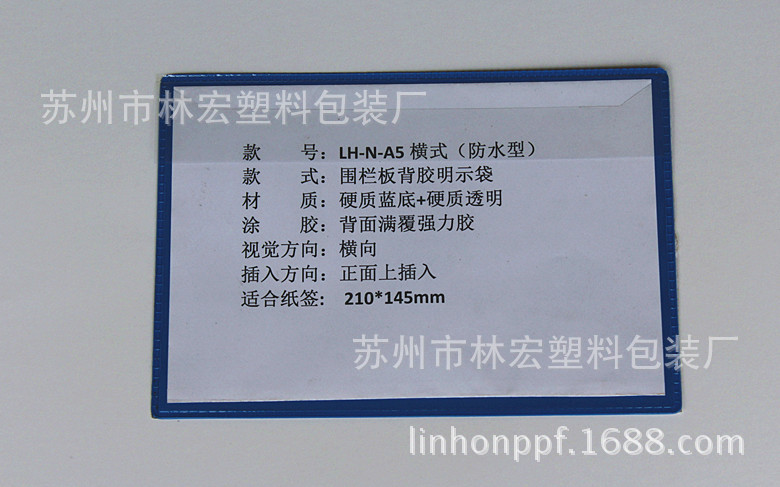 苏州市林宏塑料包装厂
款 号：LH-N-A5 横式（防水型）
款 式：围栏板背胶明示袋
材 质：硬质蓝底+硬质透明
涂 胶：背面满覆强力胶
视觉方向：横向
插入方向：正面上插入
适合纸签： 210*145mm
苏州市林宏塑料包装厂
linhonppf.1688.com